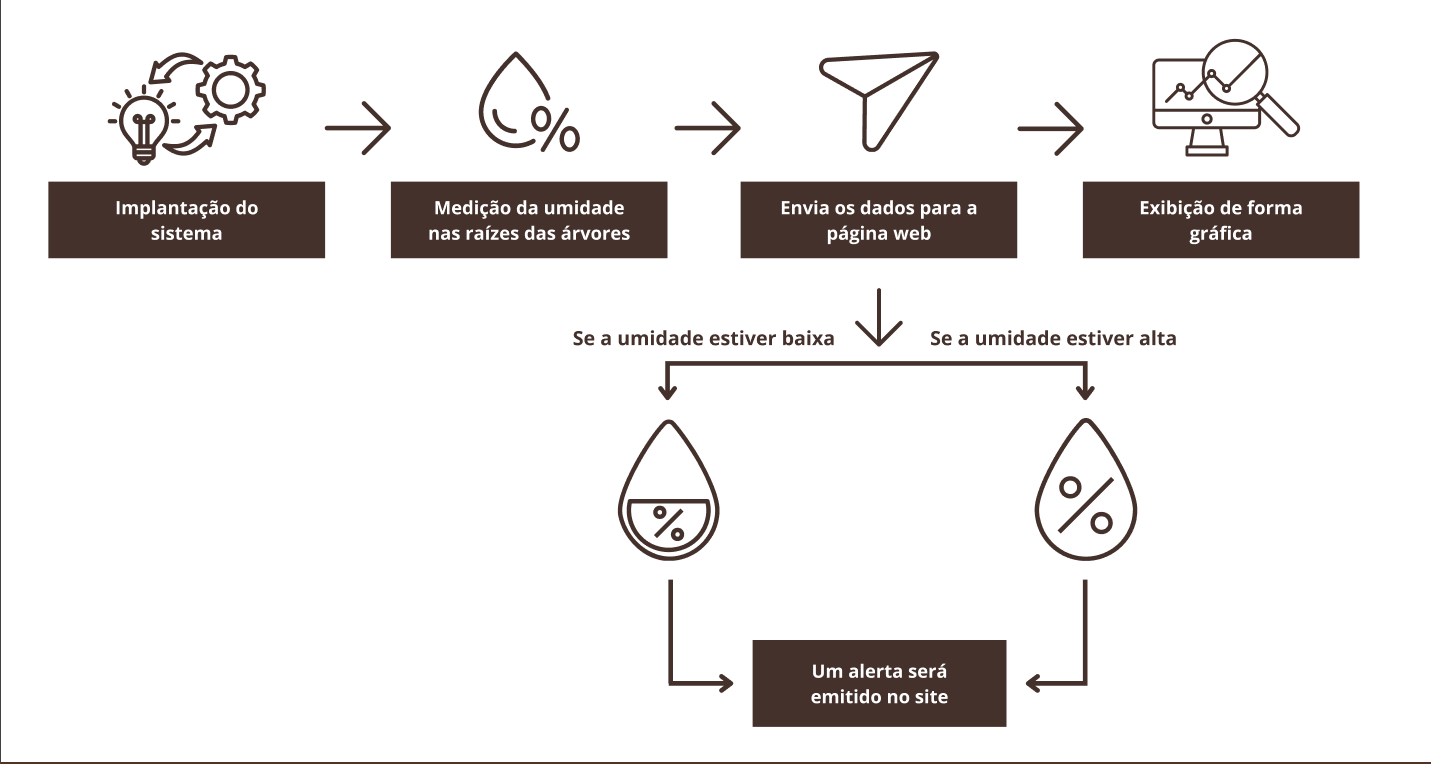 Implantação do
sistema
Medição da umidade
nas raízes das árvores
Envia os dados para a
página web
Exibição de forma
gráfica
Se a umidade estiver baixa
Se a umidade estiver alta
%
%
%
Um alerta será
emitido no site